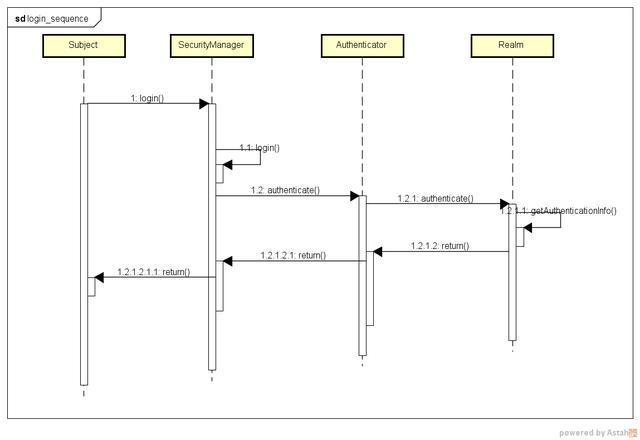 sd login_sequence
Subject
SecurityManager
Authenticator
Realm
1: login()
1.1: login()
1.2: authenticate()
1.2.1: authenticate()
1.2.1.1: getAuthenticationInfo()
1.2.1.2: return()
1.2.1.2.1: return()
1.2.1.2.1.1: return()
powered by Astah